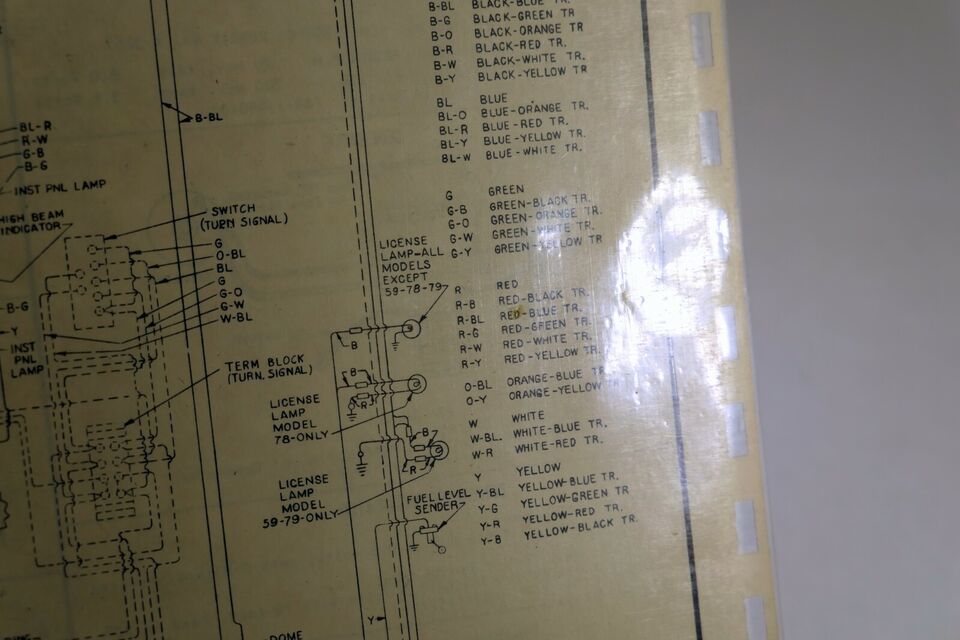 BLACK-BLUE TR.
B-BL
B-G BLACK-GREEN TR
B-O BLACK-ORANGE TR
B-R BLACK-RED TR.
B-W BLACK-WHITE TR.
B-Y BLACK-YELLOW TR
BL BLUE
BL-O BLUE-ORANGE TR.
BL-R BLUE-RED TR.
BL-Y BLUE-YELLOW TR.
BL-W BLUE-WHITE TR.
G GREEN
G-B GREEN-BLACK TR.
G-O GREEN-ORANGE TR.
G-W GREEN-WHITE TR.
G-Y GREEN-YELLOW TR
R RED
R-B RED-BLACK TR.
R-BL RED-BLUE TR.
R-G RED-GREEN TR.
R-W RED-WHITE TR.
R-Y RED-YELLOW TR.
O-BL ORANGE-BLUE TR
O-Y ORANGE-YELLOW TR
W WHITE
W-BL. WHITE-BLUE TR.
W-R WHITE-RED TR.
Y YELLOW
Y-BL YELLOW-BLUE TR.
Y-G YELLOW-GREEN TR
Y-R YELLOW-RED TR.
Y-B YELLOW-BLACK TR.
B-BL
BL-R
R-W
G-B
B-G
INST PNL LAMP
HIGH BEAM
INDICATOR
SWITCH
(TURN SIGNAL)
G
O-BL
BL
G
G-O
G-W
W-BL
B-G
Y
INST
PNL
LAMP
TERM BLOCK
(TURN. SIGNAL)
LICENSE
LAMP-ALL
MODELS
EXCEPT
59-78-79
B
B
R
LICENSE
LAMP
MODEL
78-ONLY
B
R
LICENSE
LAMP
MODEL
59-79-ONLY
FUEL LEVEL
SENDER
Y
DOME